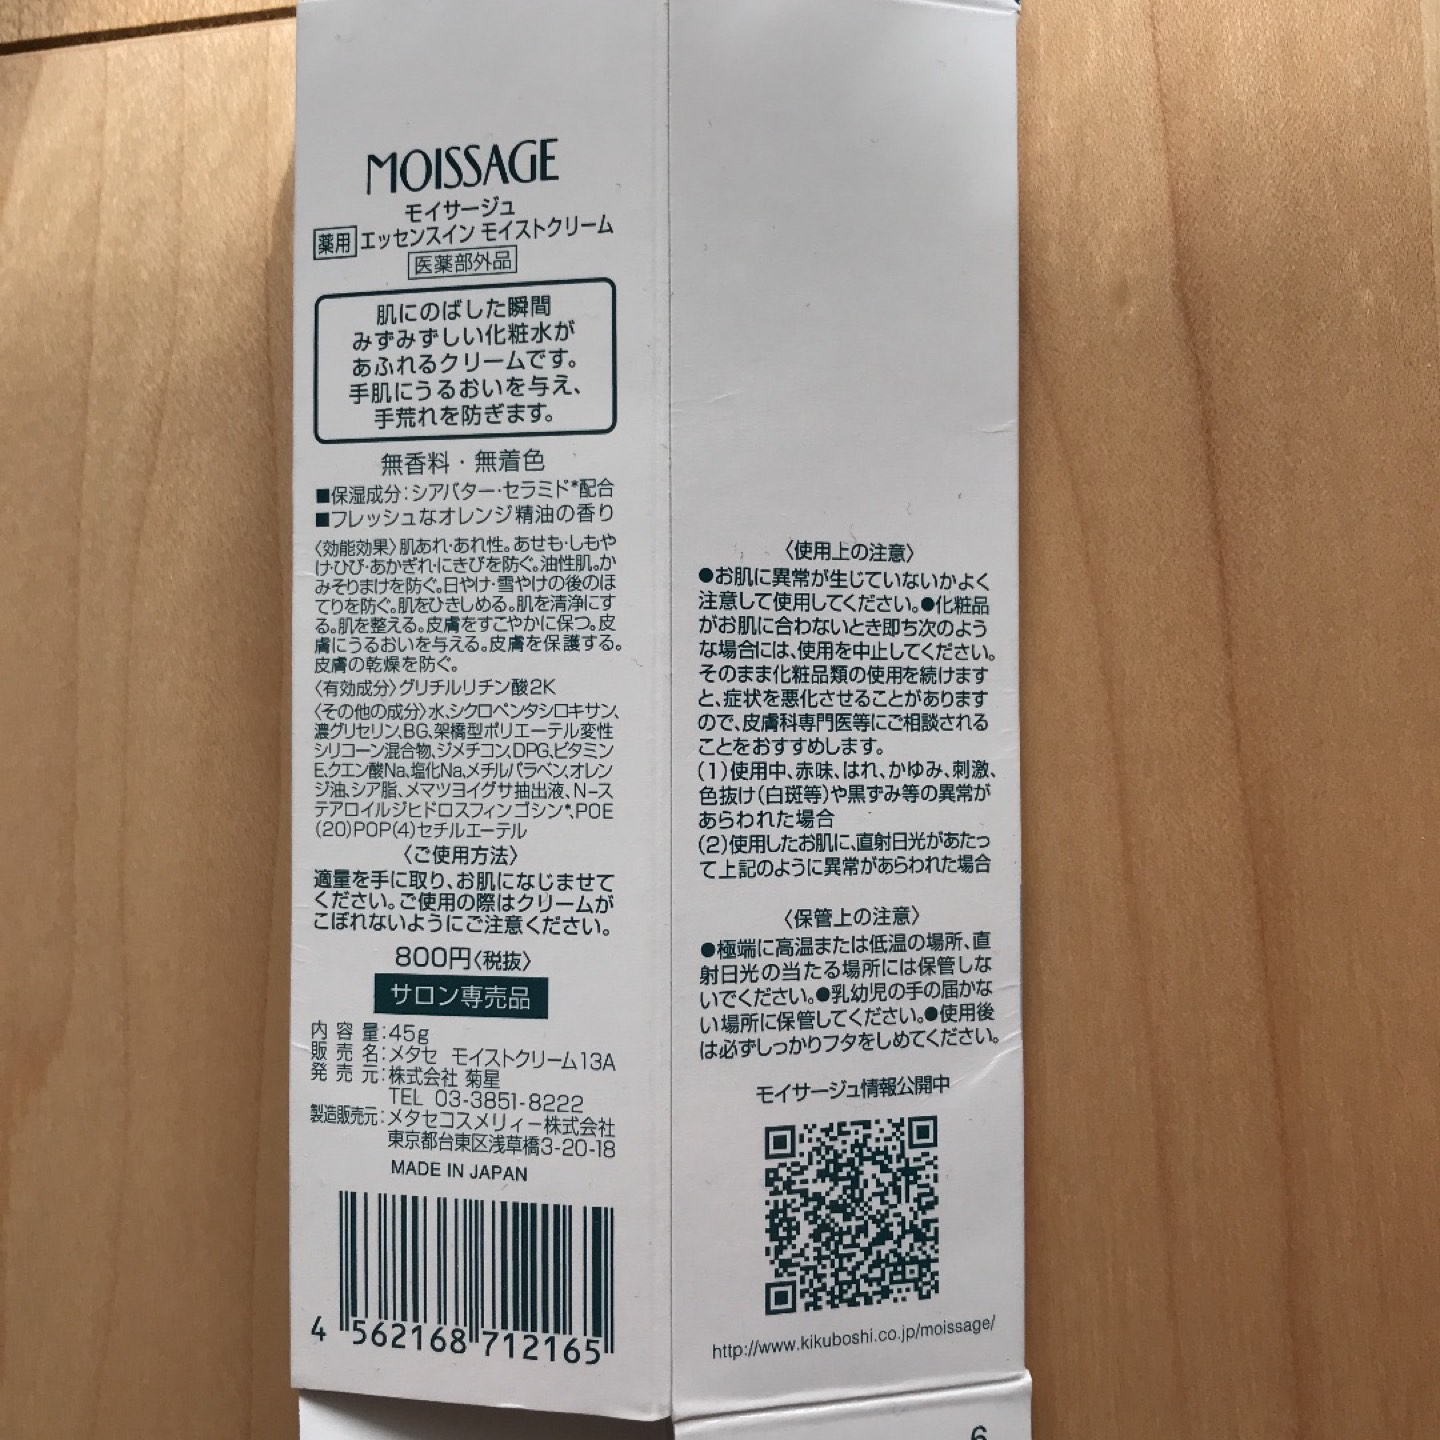 MOISSAGE
モイサージュ
薬用 エッセンスイン モイストクリーム
医薬部外品
肌にのばした瞬間
みずみずしい化粧水が
あふれるクリームです。
手肌にうるおいを与え、
手荒れを防ぎます。
無香料・無着色
■保湿成分:シアバター・セラミド*配合
■フレッシュなオレンジ精油の香り
〈効能効果〉肌あれ・あれ性。あせも・しもや
け・ひび・あかぎれ・にきびを防ぐ。油性肌。か
みそりまけを防ぐ。日やけ・雪やけの後のほ
てりを防ぐ。肌をひきしめる。肌を清浄にす
る。肌を整える。皮膚をすこやかに保つ。皮
膚にうるおいを与える。皮膚を保護する。
皮膚の乾燥を防ぐ。
〈有効成分〉グリチルリチン酸2K
〈その他の成分〉水、シクロペンタシロキサン、
濃グリセリン、BG、架橋型ポリエーテル変性
シリコーン混合物、ジメチコン、DPG、ビタミン
E、クエン酸Na、塩化Na、メチルパラベン、オレン
ジ油、シア脂、メマツヨイグサ抽出液、N-ス
テアロイルジヒドロスフィンゴシン*、POE
(20)POP(4)セチルエーテル
〈ご使用方法〉
適量を手に取り、お肌になじませて
ください。ご使用の際はクリームが
こぼれないようにご注意ください。
800円〈税抜〉
サロン専売品
内容量:45g
販売名:メタセ モイストクリーム13A
発売元:株式会社 菊星
TEL 03-3851-8222
製造販売元:メタセコスメリィー株式会社
東京都台東区浅草橋3-20-18
MADE IN JAPAN
4 562168 712165
〈使用上の注意〉
●お肌に異常が生じていないかよく
注意して使用してください。●化粧品
がお肌に合わないとき即ち次のよう
な場合には、使用を中止してください。
そのまま化粧品類の使用を続けます
と、症状を悪化させることがあります
ので、皮膚科専門医等にご相談される
ことをおすすめします。
(1)使用中、赤味、はれ、かゆみ、刺激、
色抜け(白斑等)や黒ずみ等の異常が
あらわれた場合
(2)使用したお肌に、直射日光があたっ
て上記のように異常があらわれた場合
〈保管上の注意〉
●極端に高温または低温の場所、直
射日光の当たる場所には保管しな
いでください。●乳幼児の手の届かな
い場所に保管してください。●使用後
は必ずしっかりフタをしめてください。
モイサージュ情報公開中
http://www.kikuboshi.co.jp/moissage/